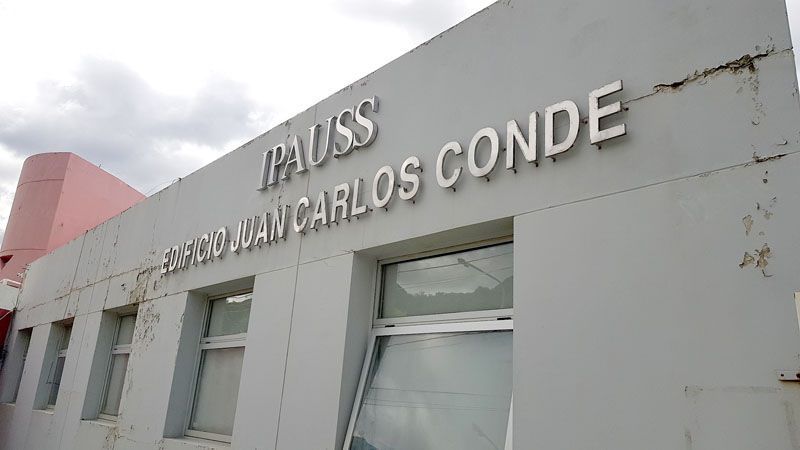 IPAUSS
EDIFICIO JUAN CARLOS CONDE